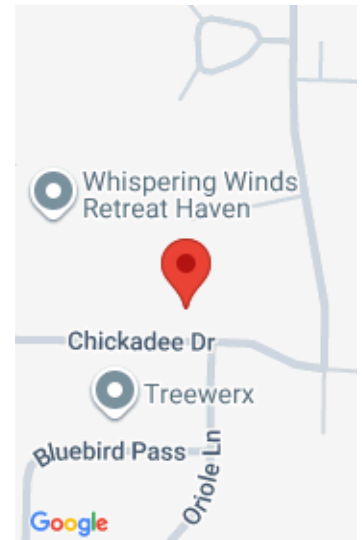 Whispering Winds
Retreat Haven
Chickadee Dr
Treewerx
Bluebird Pass
Oriole Ln
Google